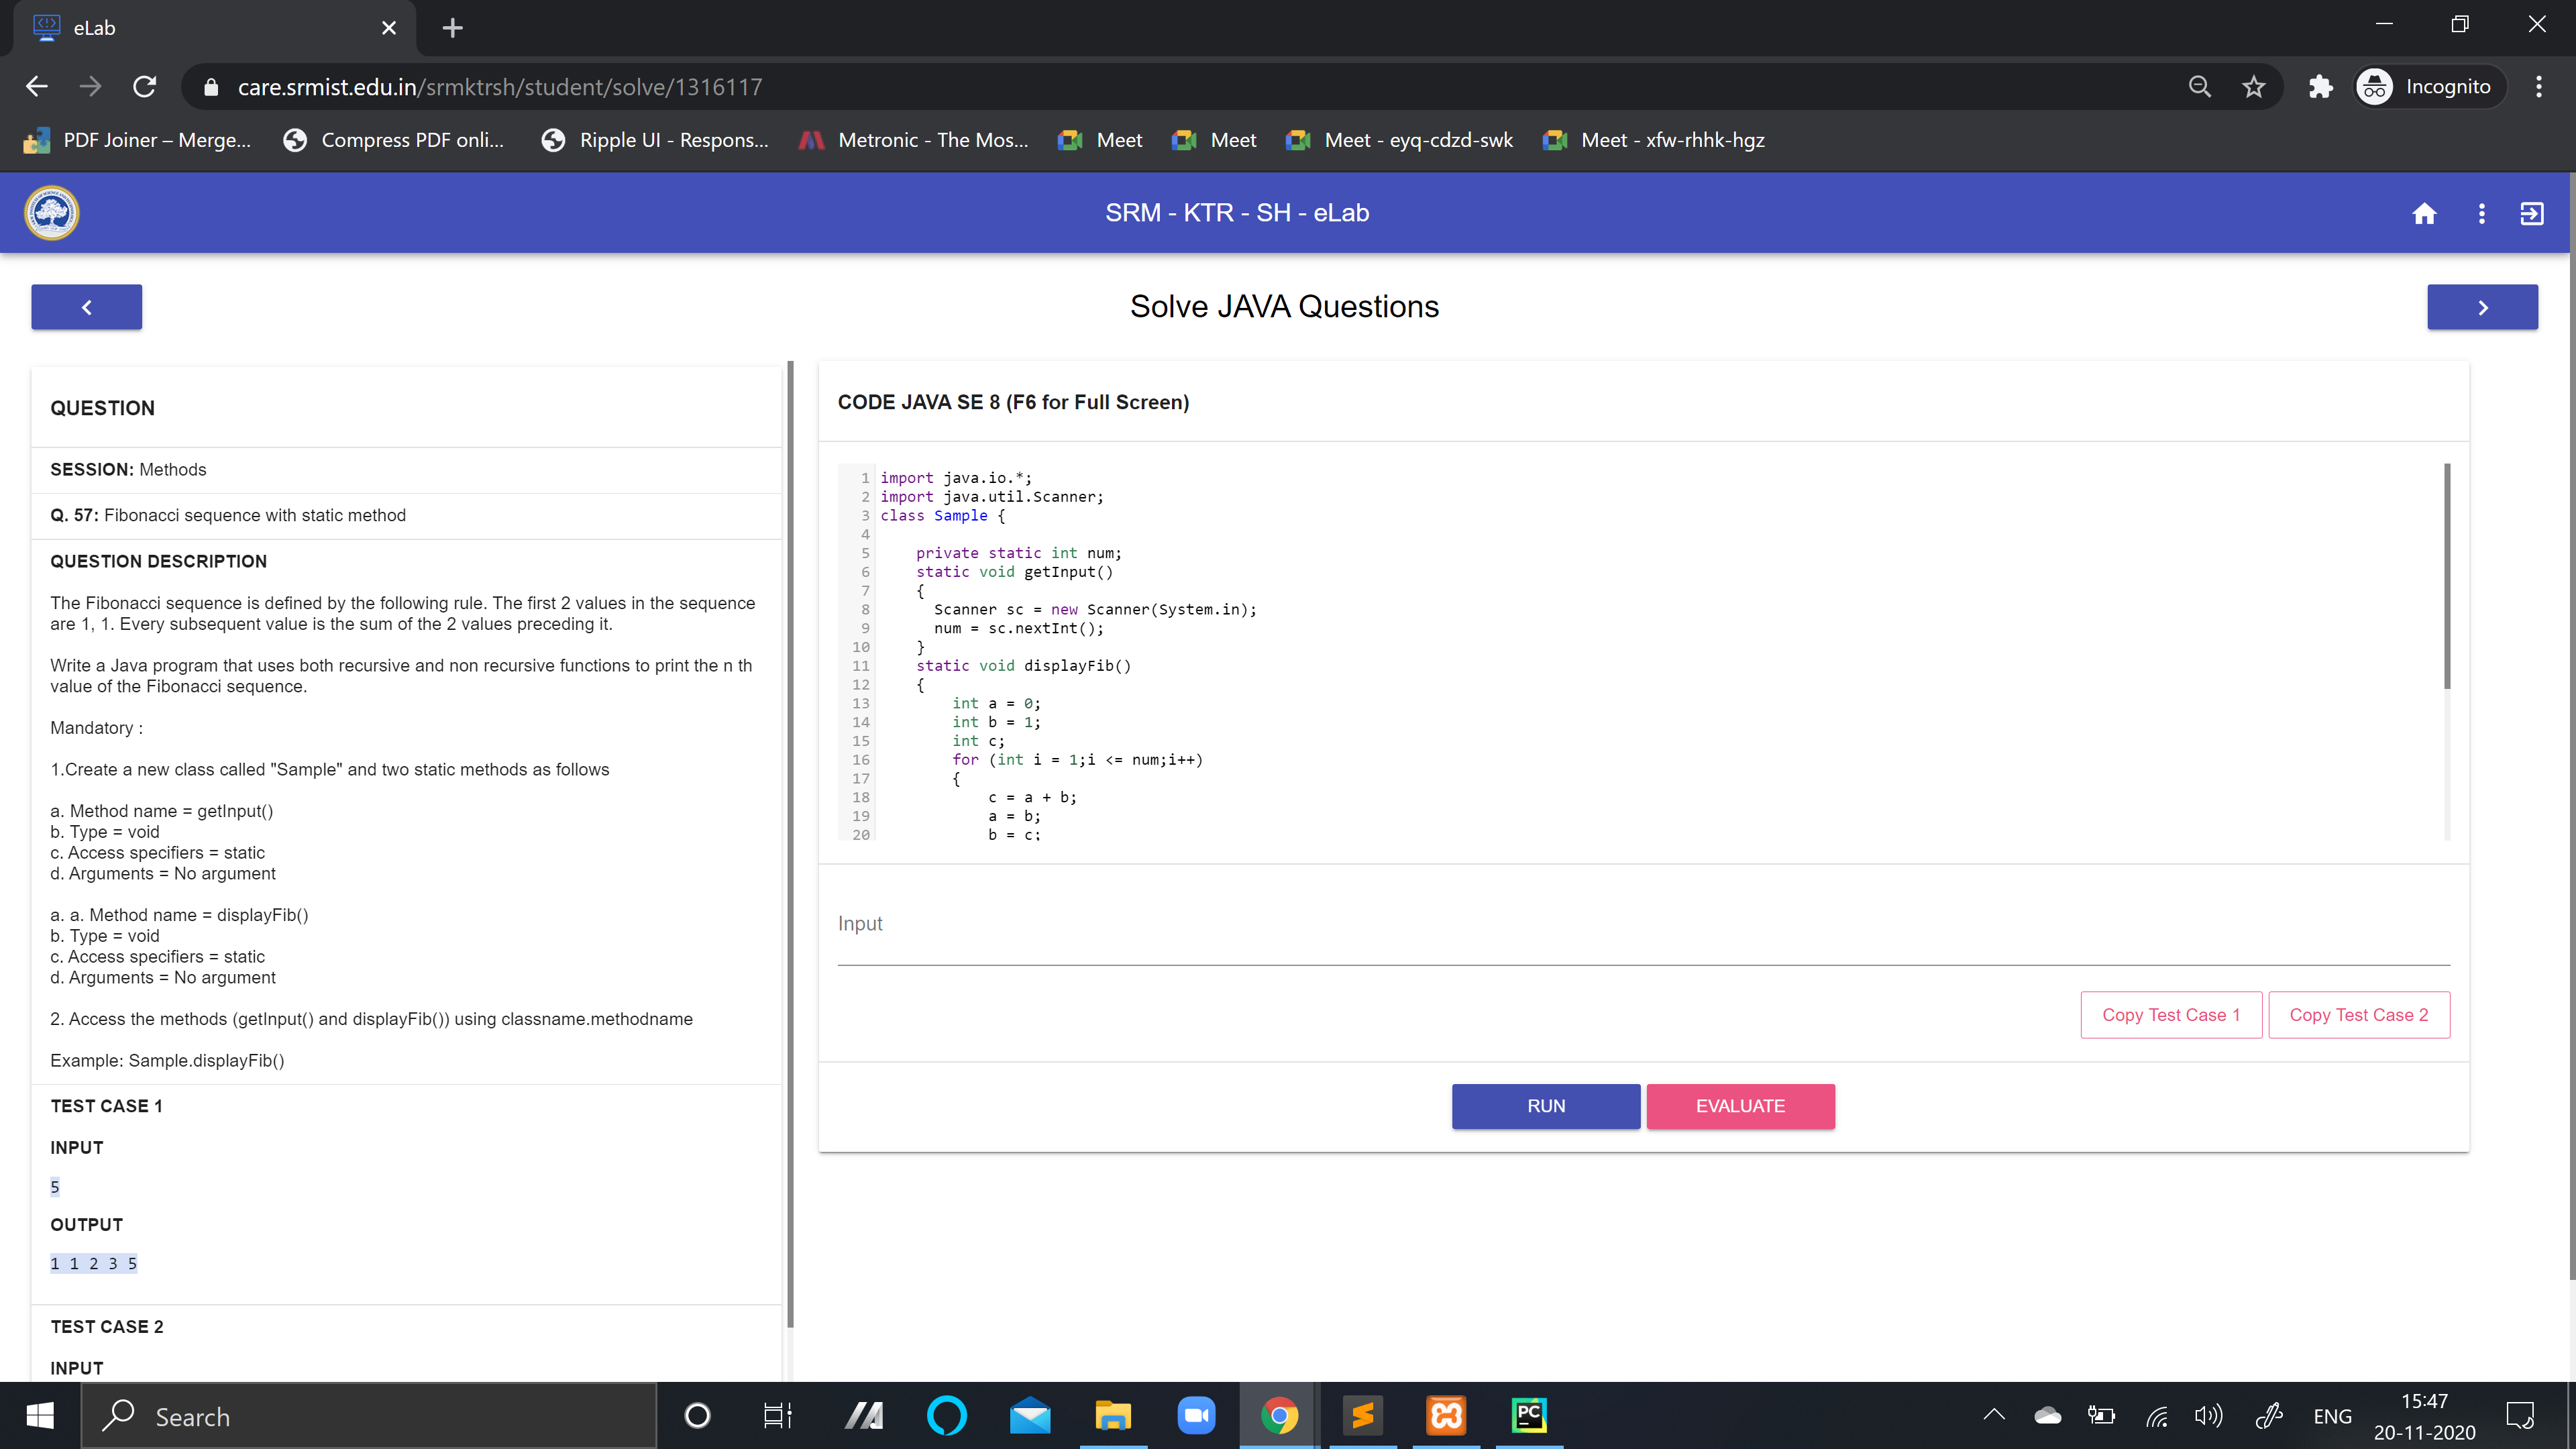 eLab
care.srmist.edu.in/srmktrsh/student/solve/1316117
Incognito
PDF Joiner – Merge...
Compress PDF onli...
Ripple UI - Respons...
Metronic - The Mos...
Meet
Meet
Meet - eyq-cdzd-swk
Meet - xfw-rhhk-hgz
SRM - KTR - SH - eLab
Solve JAVA Questions
QUESTION
SESSION: Methods
Q. 57: Fibonacci sequence with static method
QUESTION DESCRIPTION
The Fibonacci sequence is defined by the following rule. The first 2 values in the sequence
are 1, 1. Every subsequent value is the sum of the 2 values preceding it.
Write a Java program that uses both recursive and non recursive functions to print the n th
value of the Fibonacci sequence.
Mandatory :
1.Create a new class called "Sample" and two static methods as follows
a. Method name = getInput()
b. Type = void
c. Access specifiers = static
d. Arguments = No argument
a. a. Method name = displayFib()
b. Type = void
c. Access specifiers = static
d. Arguments = No argument
2. Access the methods (getInput() and displayFib()) using classname.methodname
Example: Sample.displayFib()
TEST CASE 1
INPUT
5
OUTPUT
1 1 2 3 5
TEST CASE 2
INPUT
CODE JAVA SE 8 (F6 for Full Screen)
1 import java.io.*;
2 import java.util.Scanner;
3 class Sample {
4
5 private static int num;
6 static void getInput()
7 {
8 Scanner sc = new Scanner(System.in);
9 num = sc.nextInt();
10 }
11 static void displayFib()
12 {
13 int a = 0;
14 int b = 1;
15 int c;
16 for (int i = 1;i <= num;i++)
17 {
18 c = a + b;
19 a = b;
20 b = c;
Input
Copy Test Case 1
Copy Test Case 2
RUN
EVALUATE
Search
PC
ENG
15:47
20-11-2020